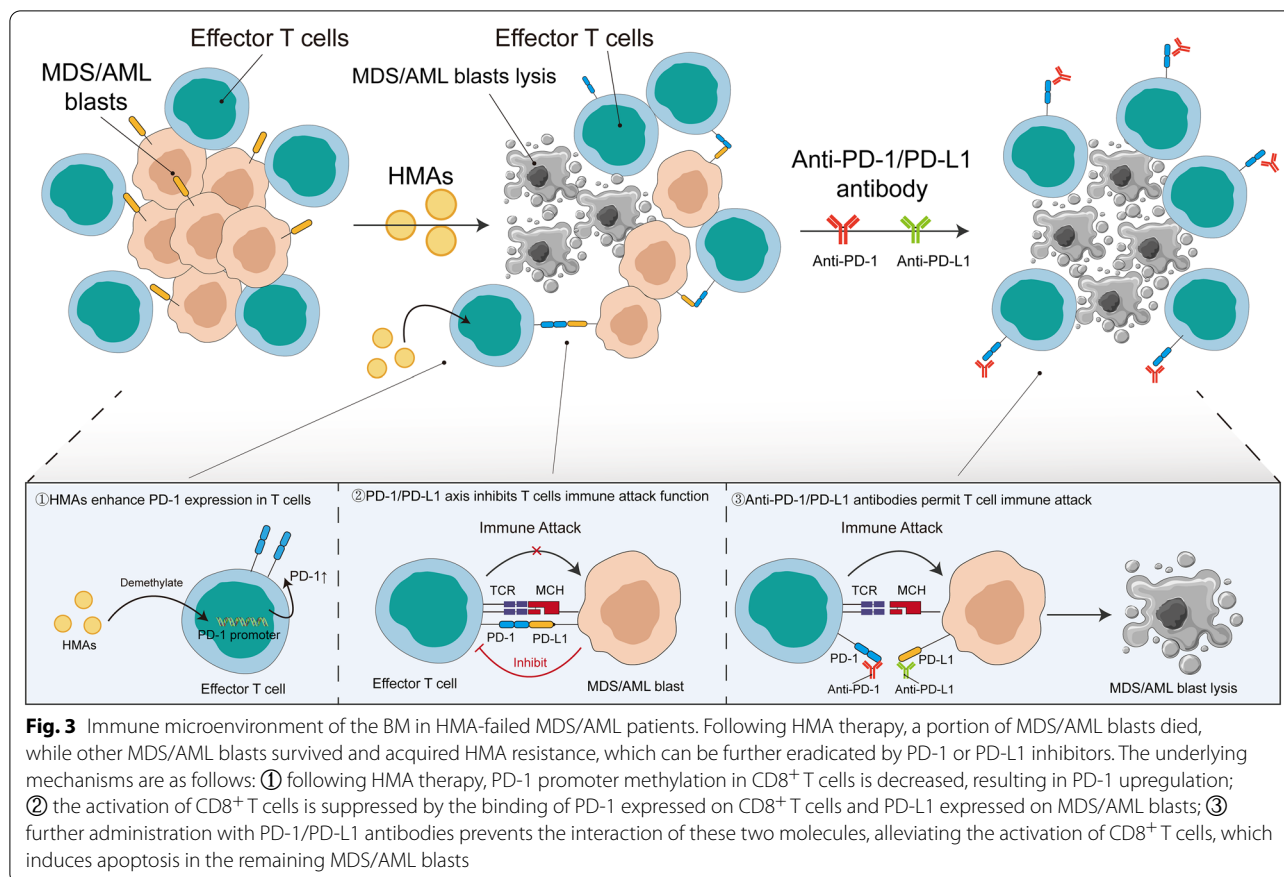 Effector T cells
Effector T cells
MDS/AML
blasts
MDS/AML blasts lysis
HMAs
Anti-PD-1/PD-L1
antibody
Anti-PD-1
Anti-PD-L1
①HMAs enhance PD-1 expression in T cells
Demethylate
PD-1↑
PD-1 promoter
HMAs
Effector T cell
②PD-1/PD-L1 axis inhibits T cells immune attack function
Immune Attack
TCR
MCH
PD-1
PD-L1
Inhibit
Effector T cell
MDS/AML blast
③Anti-PD-1/PD-L1 antibodies permit T cell immune attack
Immune Attack
TCR
MCH
PD-1
PD-L1
Anti-PD-1
Anti-PD-L1
MDS/AML blast lysis
Fig. 3 Immune microenvironment of the BM in HMA-failed MDS/AML patients. Following HMA therapy, a portion of MDS/AML blasts died,
while other MDS/AML blasts survived and acquired HMA resistance, which can be further eradicated by PD-1 or PD-L1 inhibitors. The underlying
mechanisms are as follows: ① following HMA therapy, PD-1 promoter methylation in CD8⁺ T cells is decreased, resulting in PD-1 upregulation;
② the activation of CD8⁺ T cells is suppressed by the binding of PD-1 expressed on CD8⁺ T cells and PD-L1 expressed on MDS/AML blasts; ③
further administration with PD-1/PD-L1 antibodies prevents the interaction of these two molecules, alleviating the activation of CD8⁺ T cells, which
induces apoptosis in the remaining MDS/AML blasts